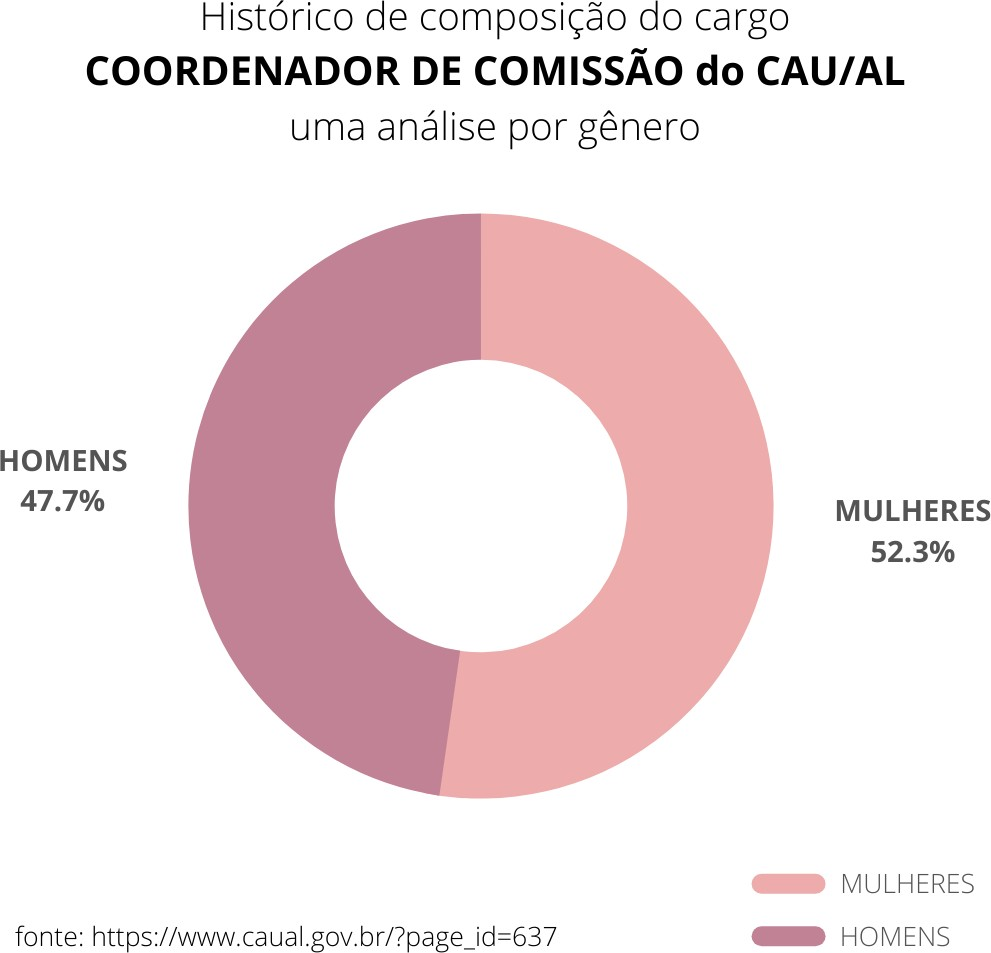 Histórico de composição do cargo
COORDENADOR DE COMISSÃO do CAU/AL
uma análise por gênero
HOMENS
47.7%
MULHERES
52.3%
MULHERES
HOMENS
fonte: https://www.caual.gov.br/?page_id=637